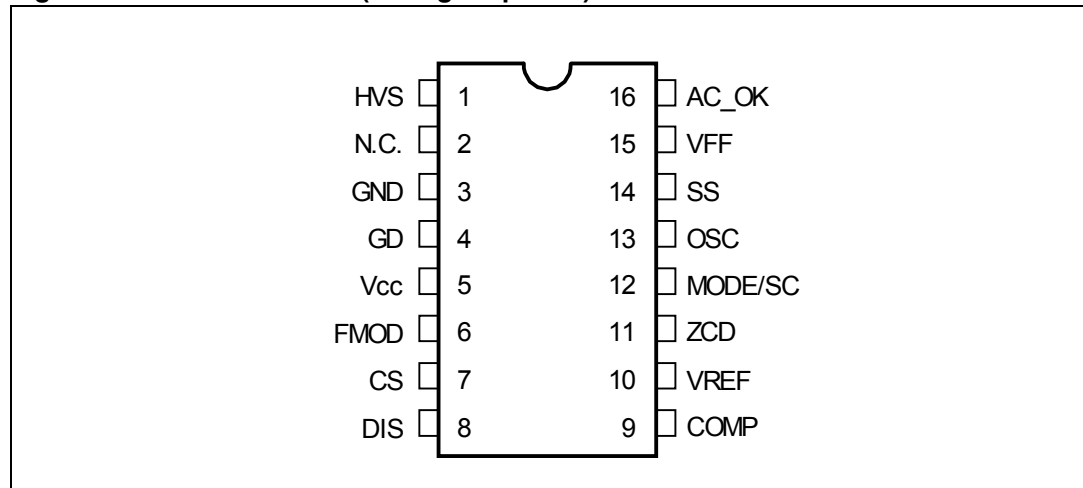 HVS 1 16 AC_OK
N.C. 2 15 VFF
GND 3 14 SS
GD 4 13 OSC
Vcc 5 12 MODE/SC
FMOD 6 11 ZCD
CS 7 10 VREF
DIS 8 9 COMP